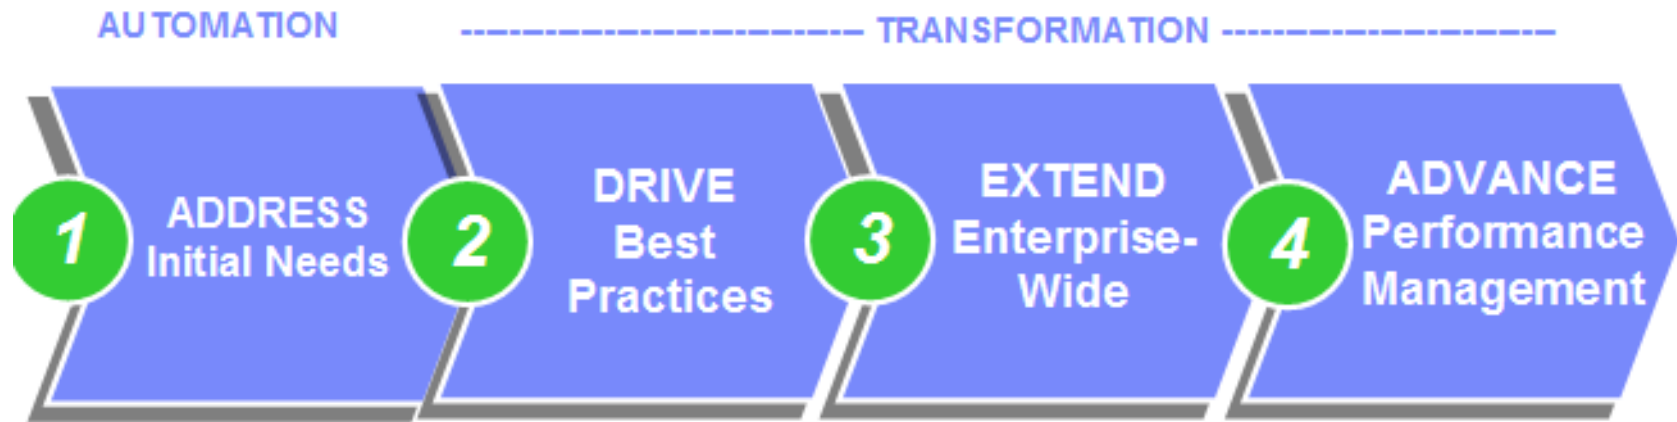 AUTOMATION
--------------------------------- TRANSFORMATION ---------------------------
1
ADDRESS
Initial Needs
2
DRIVE
Best
Practices
3
EXTEND
Enterprise-
Wide
4
ADVANCE
Performance
Management